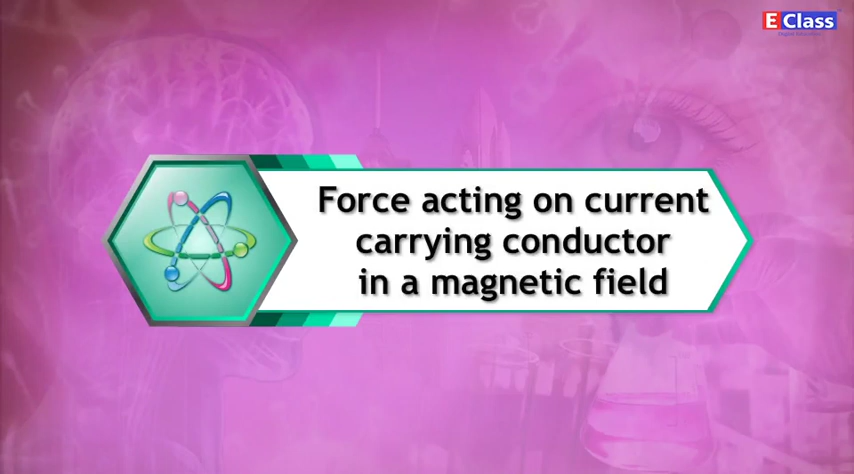 E Class
Force acting on current
carrying conductor
in a magnetic field